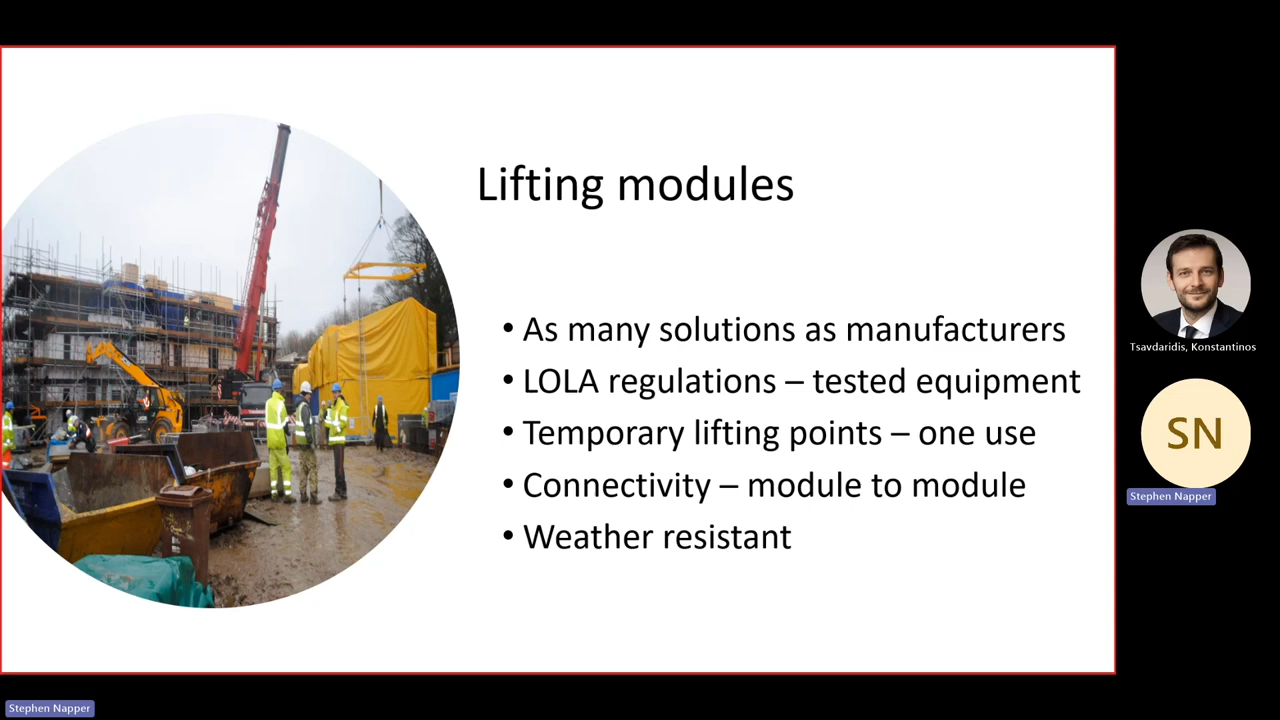 Lifting modules
• As many solutions as manufacturers
• LOLA regulations – tested equipment
• Temporary lifting points – one use
• Connectivity – module to module
• Weather resistant
Tsavdaridis, Konstantinos
SN
Stephen Napper
Stephen Napper